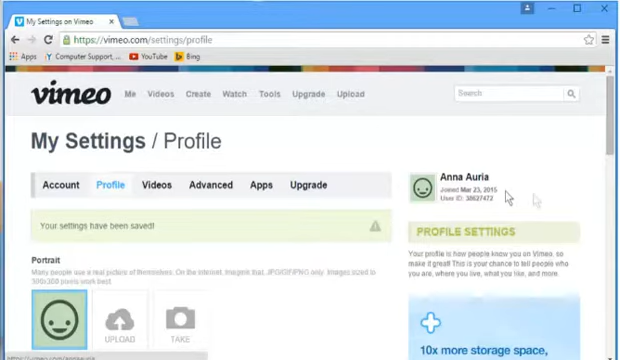 My Settings on Vimeo
https://vimeo.com/settings/profile
Apps Computer Support, ... YouTube Bing
vimeo Me Videos Create Watch Tools Upgrade Upload Search
My Settings / Profile
Account Profile Videos Advanced Apps Upgrade
Your settings have been saved!
Portrait
Many people use a real picture of themselves. On the internet. Imagine that. JPG/GIF/PNG only. Images sized to
300x300 pixels work best.
UPLOAD TAKE
Anna Auria
Joined Mar 23, 2015
User ID: 38627472
PROFILE SETTINGS
Your profile is how people know you on Vimeo, so
make it great! This is your chance to tell people who
you are, where you live, what you like, and more.
10x more storage space,